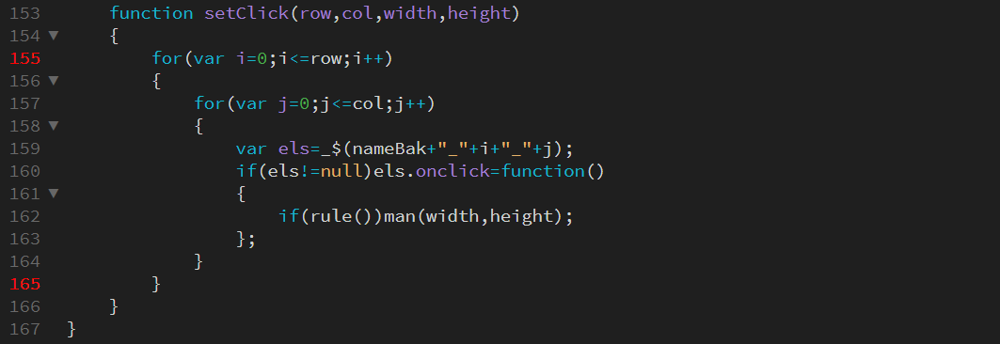 153 function setClick(row,col,width,height)
154 {
155 for(var i=0;i<=row;i++)
156 {
157 for(var j=0;j<=col;j++)
158 {
159 var els=_$(nameBak+"_"+i+"_"+j);
160 if(els!=null)els.onclick=function()
161 {
162 if(rule())man(width,height);
163 };
164 }
165 }
166 }
167 }